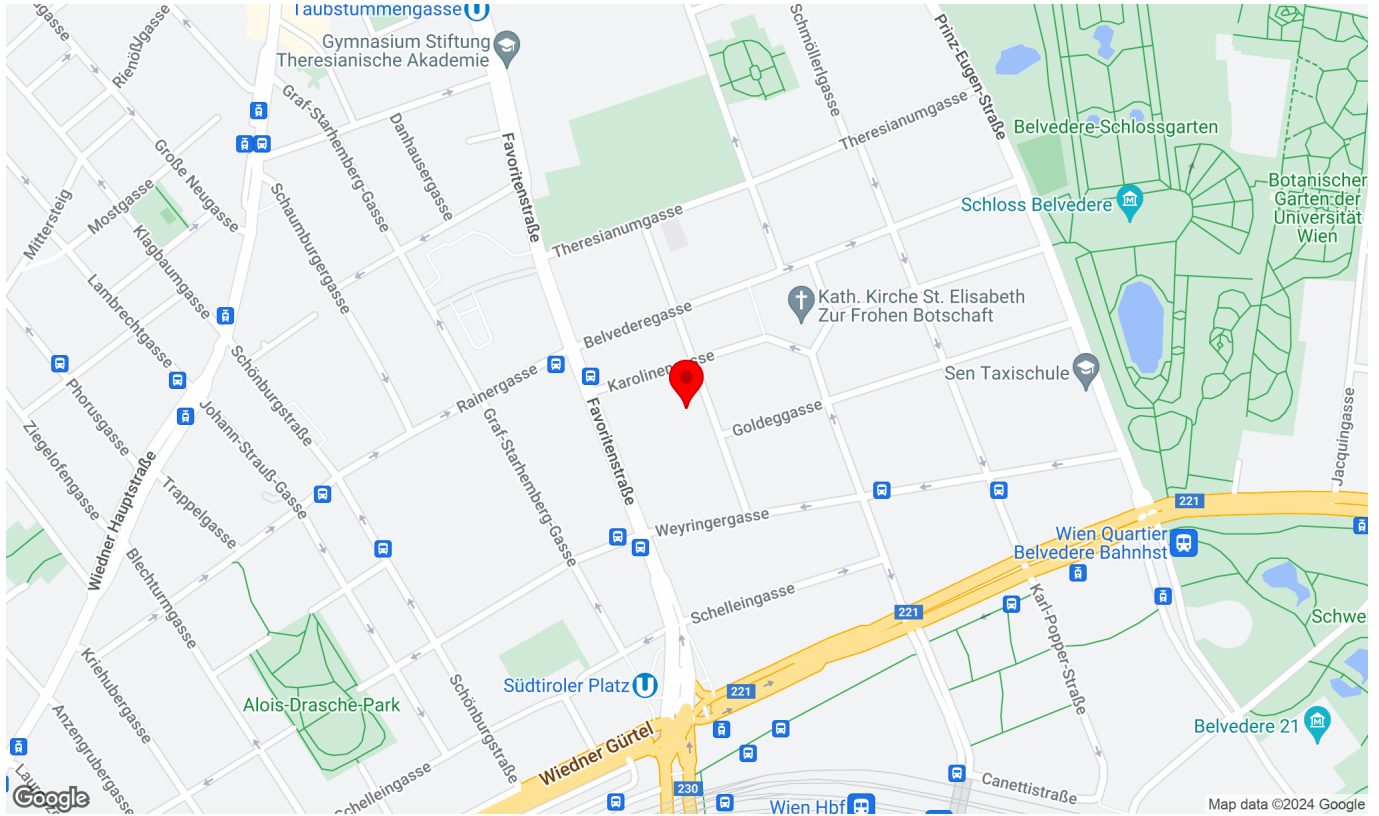 Taubstummengasse
Gymnasium Stiftung
Theresianische Akademie
Rienößlgasse
Schmöllerlgasse
Prinz-Eugen-Straße
Graf-Starhemberg-Gasse
Danhausergasse
Favoritenstraße
Theresianumgasse
Belvedere-Schlossgarten
Große Neugasse
Mostgasse
Mittersteig
Schaumburgergasse
Klagbaumgasse
Theresianumgasse
Schloss Belvedere
Botanischer
Garten der
Universität
Wien
Lambrechtgasse
Belvederegasse
Kath. Kirche St. Elisabeth
Zur Frohen Botschaft
Schönburgstraße
Rainergasse
Karolinengasse
Sen Taxischule
Phorusgasse
Johann-Strauß-Gasse
Graf-Starhemberg-Gasse
Favoritenstraße
Goldeggasse
Jacquingasse
Ziegelofengasse
Wiedner Hauptstraße
Trappelgasse
Weyringergasse
221
Wien Quartier
Belvedere Bahnhst
Blechturmgasse
Schelleingasse
221
Karl-Popper-Straße
Schwe
Kriehubergasse
Südtiroler Platz
221
Alois-Drasche-Park
Schönburgstraße
Belvedere 21
Anzengrubergasse
Wiedner Gürtel
Schelleingasse
230
Canettistraße
Wien Hbf
Google
Map data ©2024 Google